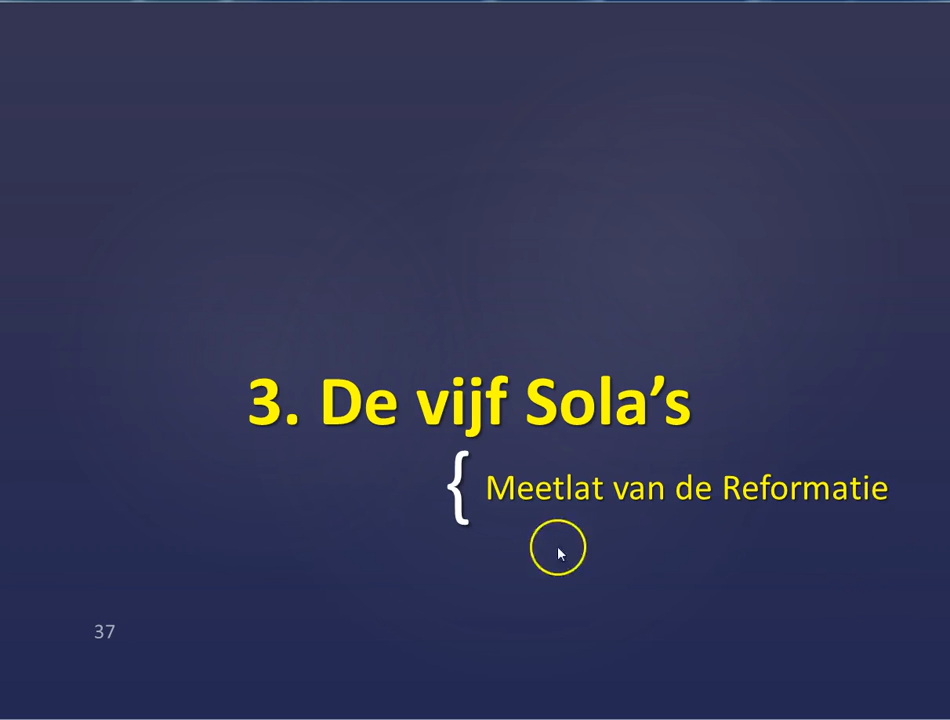 3. De vijf Sola’s
{ Meetlat van de Reformatie
37